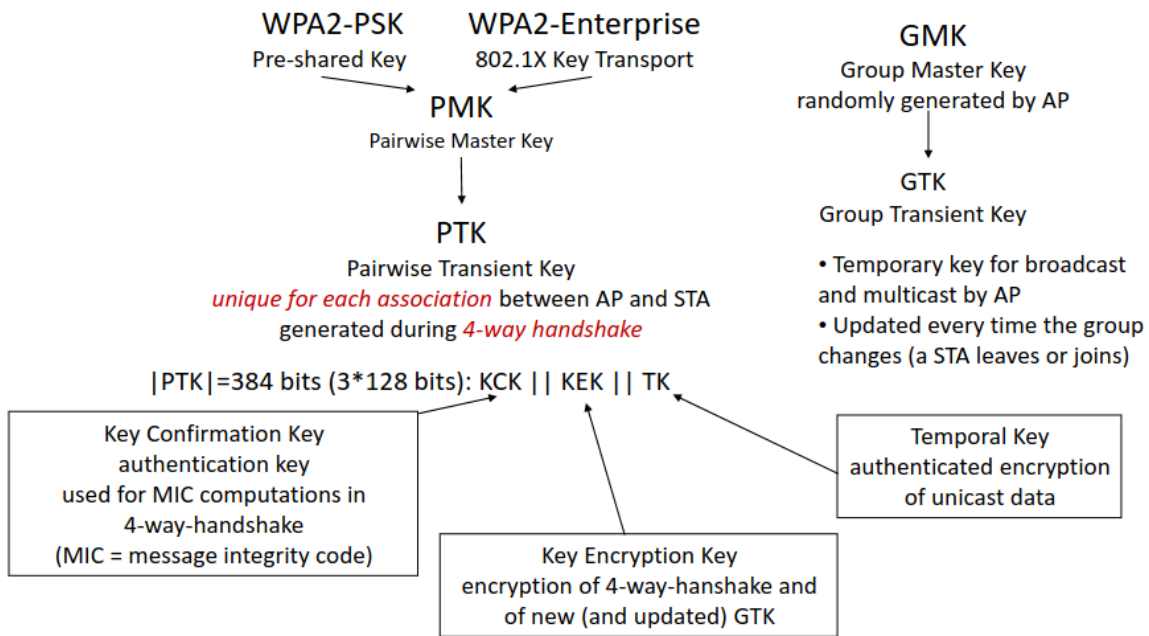 WPA2-PSK
Pre-shared Key
WPA2-Enterprise
802.1X Key Transport
PMK
Pairwise Master Key
PTK
Pairwise Transient Key
unique for each association between AP and STA
generated during 4-way handshake
|PTK|=384 bits (3*128 bits): KCK || KEK || TK
Key Confirmation Key
authentication key
used for MIC computations in
4-way-handshake
(MIC = message integrity code)
Key Encryption Key
encryption of 4-way-hanshake and
of new (and updated) GTK
Temporal Key
authenticated encryption
of unicast data
GMK
Group Master Key
randomly generated by AP
GTK
Group Transient Key
• Temporary key for broadcast
and multicast by AP
• Updated every time the group
changes (a STA leaves or joins)